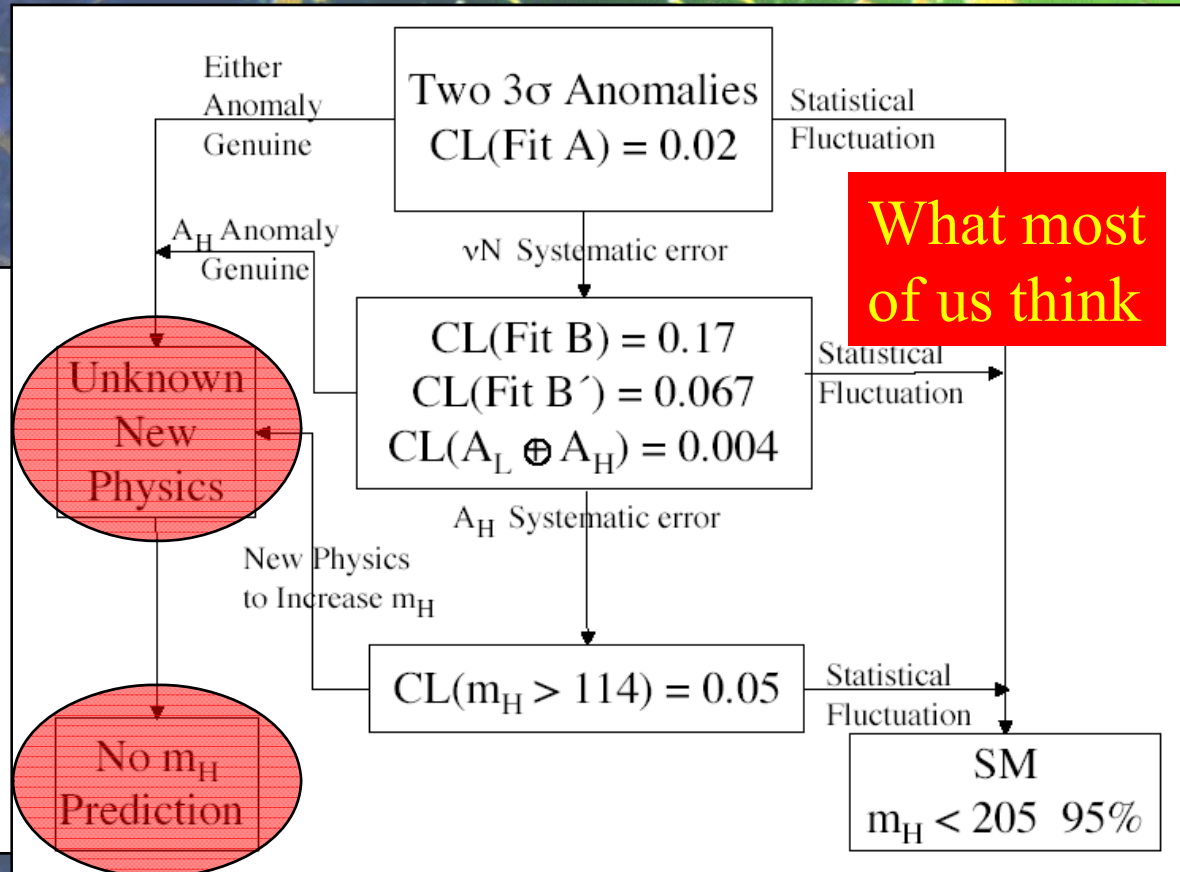 Either
Anomaly
Genuine
Two 3σ Anomalies
CL(Fit A) = 0.02
Statistical
Fluctuation
What most
of us think
A_H Anomaly
Genuine
νN Systematic error
CL(Fit B) = 0.17
CL(Fit B´) = 0.067
CL(A_L ⊕ A_H) = 0.004
Statistical
Fluctuation
Unknown
New
Physics
A_H Systematic error
New Physics
to Increase m_H
CL(m_H > 114) = 0.05
Statistical
Fluctuation
No m_H
Prediction
SM
m_H < 205 95%